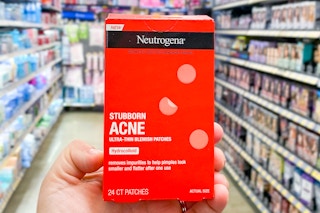 NEW
Neutrogena®
STUBBORN
ACNE
ULTRA-THIN BLEMISH PATCHES
hydrocolloid
removes impurities to help pimples look
smaller and flatter after one use
24 CT PATCHES
ACTUAL SIZE